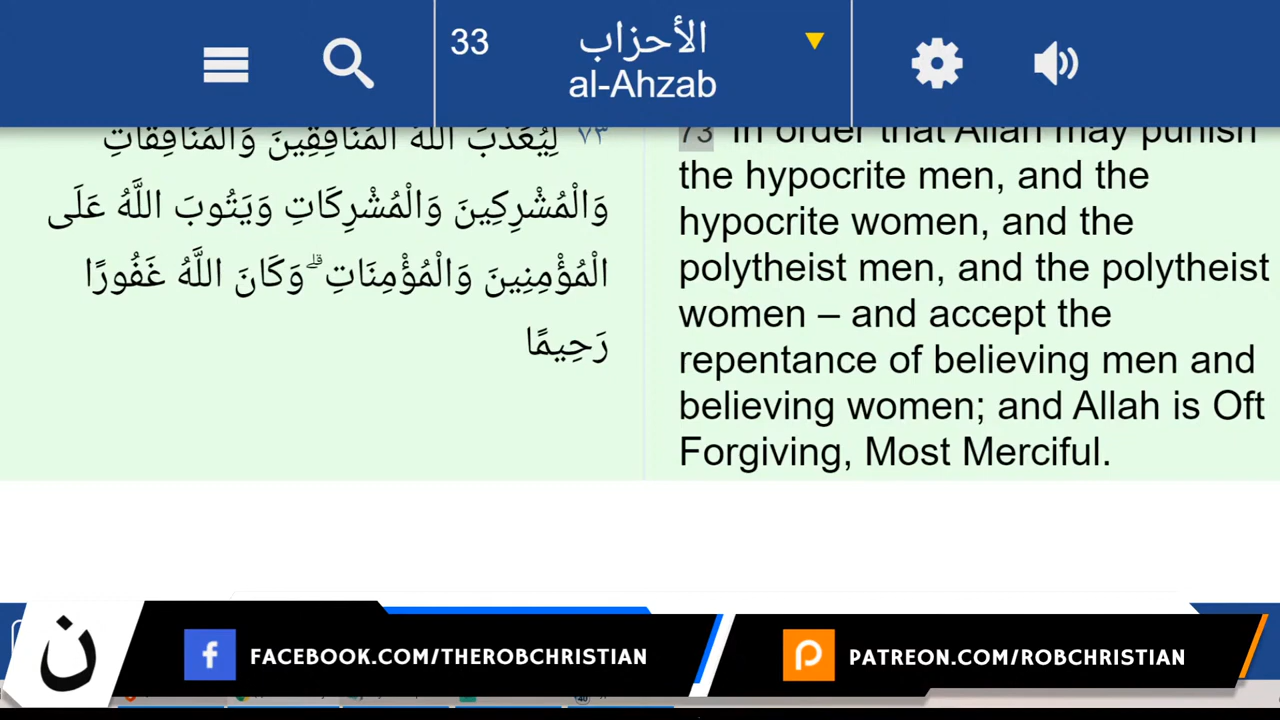 33
الأحزاب
al-Ahzab
٧٣ لِيُعَذِّبَ اللَّهُ الْمُنَافِقِينَ وَالْمُنَافِقَاتِ
وَالْمُشْرِكِينَ وَالْمُشْرِكَاتِ وَيَتُوبَ اللَّهُ عَلَى
الْمُؤْمِنِينَ وَالْمُؤْمِنَاتِ ۗ وَكَانَ اللَّهُ غَفُورًا
رَحِيمًا
73 In order that Allah may punish
the hypocrite men, and the
hypocrite women, and the
polytheist men, and the polytheist
women – and accept the
repentance of believing men and
believing women; and Allah is Oft
Forgiving, Most Merciful.
ن
f FACEBOOK.COM/THEROBCHRISTIAN
PATREON.COM/ROBCHRISTIAN